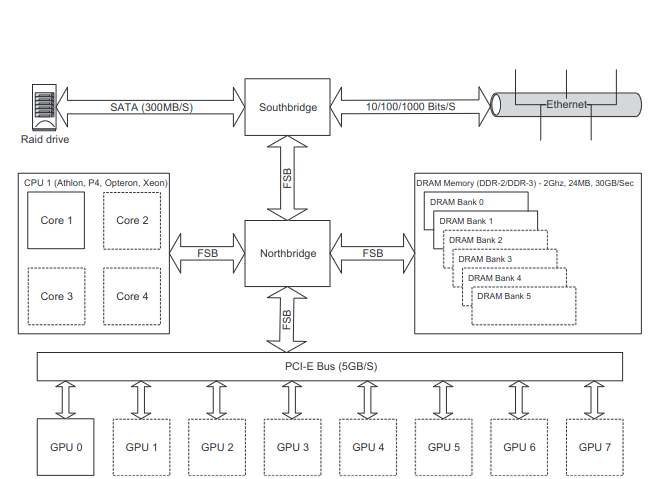 SATA (300MB/S)
Southbridge
10/100/1000 Bits/S
Ethernet
Raid drive
FSB
CPU 1 (Athlon, P4, Opteron, Xeon)
Core 1
Core 2
Core 3
Core 4
FSB
Northbridge
FSB
DRAM Memory (DDR-2/DDR-3) - 2Ghz, 24MB, 30GB/Sec
DRAM Bank 0
DRAM Bank 1
DRAM Bank 2
DRAM Bank 3
DRAM Bank 4
DRAM Bank 5
FSB
PCI-E Bus (5GB/S)
GPU 0
GPU 1
GPU 2
GPU 3
GPU 4
GPU 5
GPU 6
GPU 7